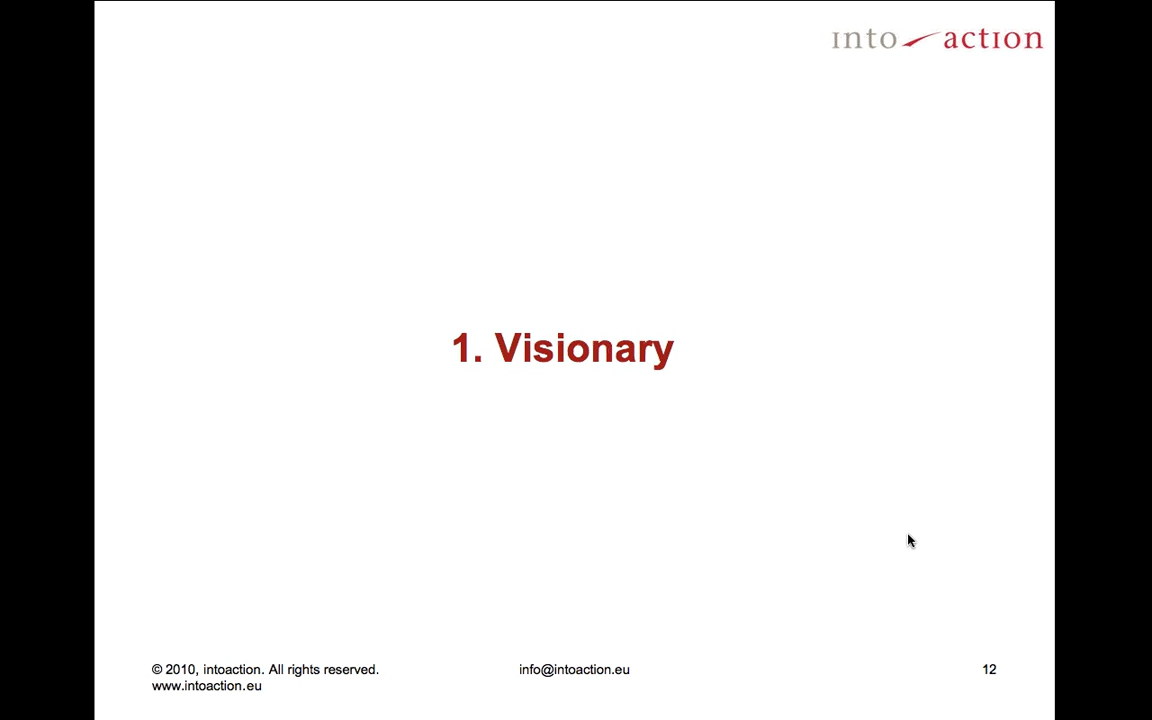 into action
1. Visionary
© 2010, intoaction. All rights reserved.
www.intoaction.eu
info@intoaction.eu
12